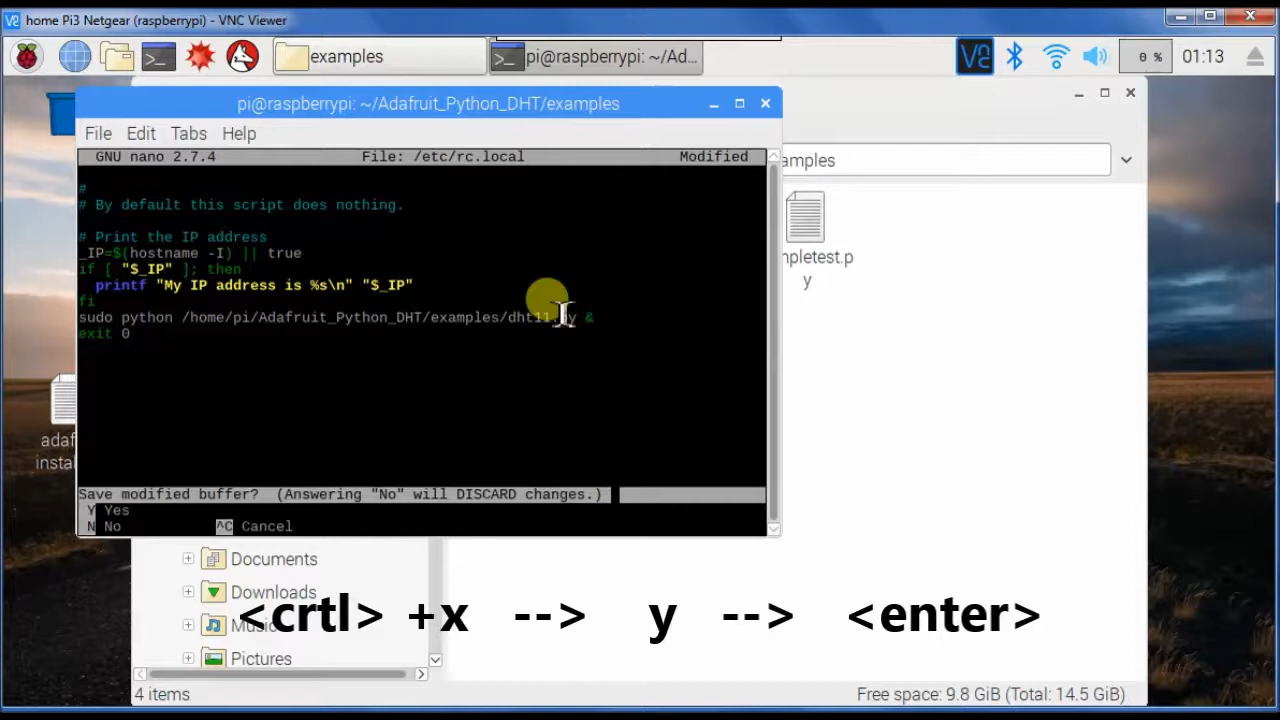 home Pi3 Netgear (raspberrypi) - VNC Viewer
examples
pi@raspberrypi: ~/Ad...
0 %
01:13
pi@raspberrypi: ~/Adafruit_Python_DHT/examples
File Edit Tabs Help
GNU nano 2.7.4 File: /etc/rc.local Modified
#
# By default this script does nothing.
# Print the IP address
_IP=$(hostname -I) || true
if [ "$_IP" ]; then
printf "My IP address is %s\n" "$_IP"
fi
sudo python /home/pi/Adafruit_Python_DHT/examples/dht11.py &
exit 0
Save modified buffer? (Answering "No" will DISCARD changes.)
Y Yes
N No ^C Cancel
amples
mpletest.p
y
adaf
insta
Documents
Downloads
Music
Pictures
<crtl> +x --> y --> <enter>
4 items
Free space: 9.8 GiB (Total: 14.5 GiB)